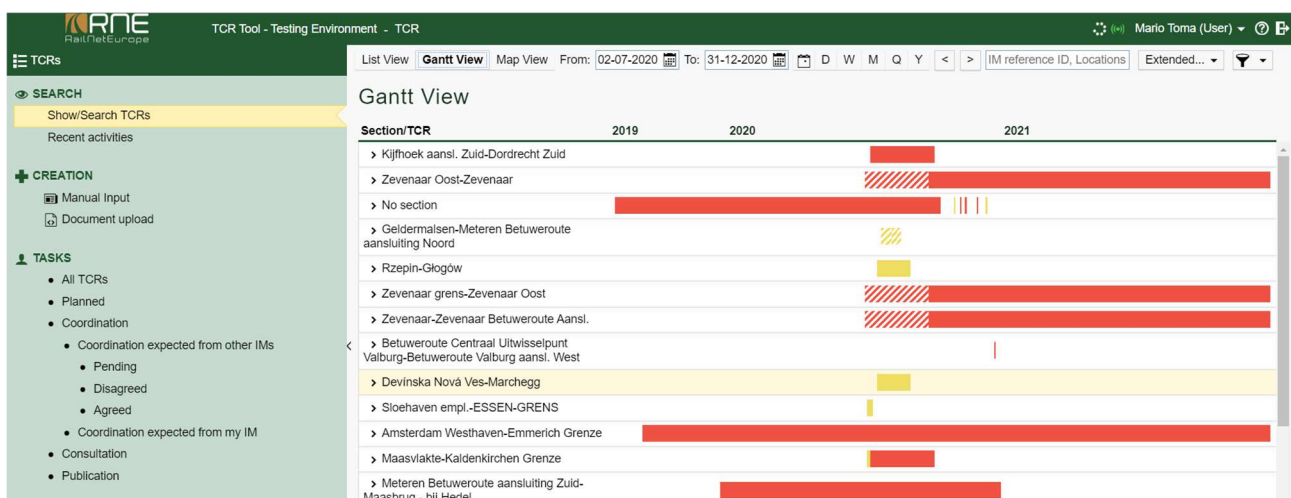 RNE
RailNetEurope
TCR Tool - Testing Environment - TCR
Mario Toma (User)
TCRs
List View Gantt View Map View From: 02-07-2020 To: 31-12-2020 D W M Q Y < > IM reference ID, Locations Extended...
SEARCH
Show/Search TCRs
Recent activities
CREATION
Manual Input
Document upload
TASKS
All TCRs
Planned
Coordination
Coordination expected from other IMs
Pending
Disagreed
Agreed
Coordination expected from my IM
Consultation
Publication
Gantt View
Section/TCR 2019 2020 2021
Kijfhoek aansl. Zuid-Dordrecht Zuid
Zevenaar Oost-Zevenaar
No section
Geldermalsen-Meteren Betuweroute
aansluiting Noord
Rzepin-Głogów
Zevenaar grens-Zevenaar Oost
Zevenaar-Zevenaar Betuweroute Aansl.
Betuweroute Centraal Uitwisselpunt
Valburg-Betuweroute Valburg aansl. West
Devínska Nová Ves-Marchegg
Sloehaven empl.-ESSEN-GRENS
Amsterdam Westhaven-Emmerich Grenze
Maasvlakte-Kaldenkirchen Grenze
Meteren Betuweroute aansluiting Zuid-
Maasbrug - bij Hedel